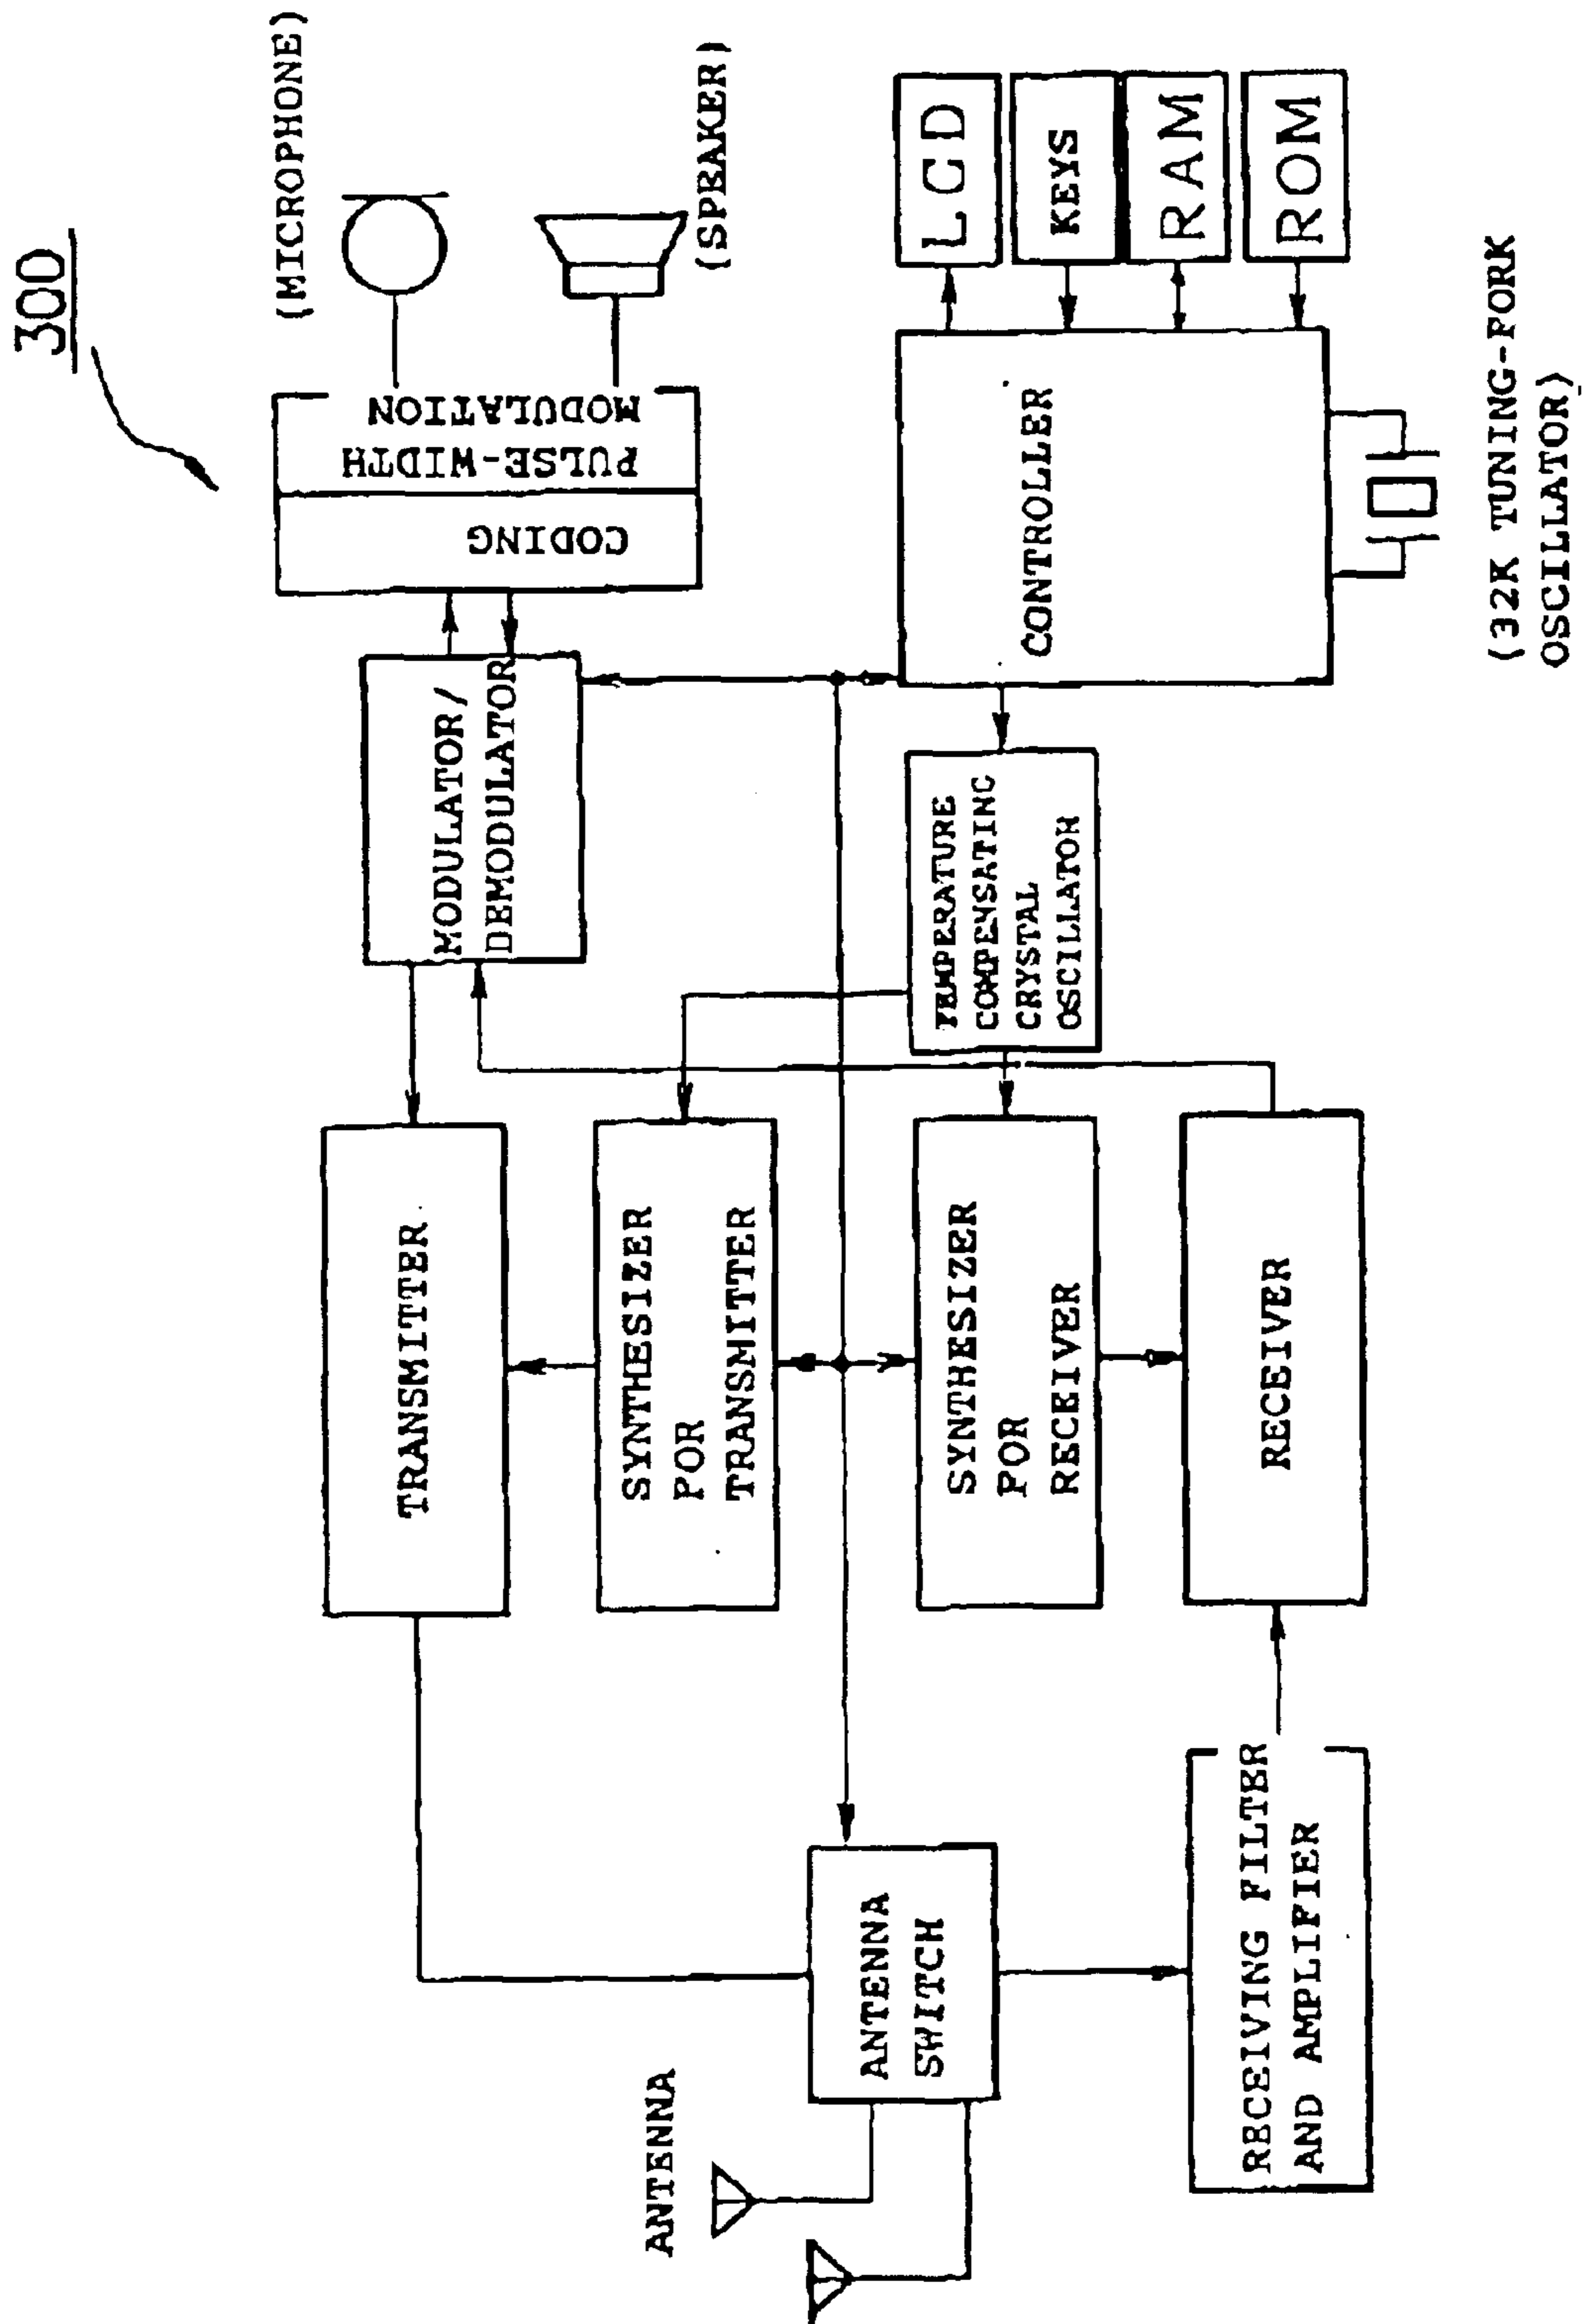 300
(MICROPHONE)
(SPEAKER)
PULSE-WIDTH
MODULATION
CODING
MODULATOR/
DEMODULATOR
TRANSMITTER
SYNTHESIZER
FOR
TRANSMITTER
SYNTHESIZER
FOR
RECEIVER
RECEIVER
TEMPERATURE
COMPENSATING
CRYSTAL
OSCILLATOR
CONTROLLER
LCD
KEYS
RAM
ROM
(32K TUNING-FORK
OSCILLATOR)
ANTENNA
ANTENNA
SWITCH
RECEIVING FILTER
AND AMPLIFIER